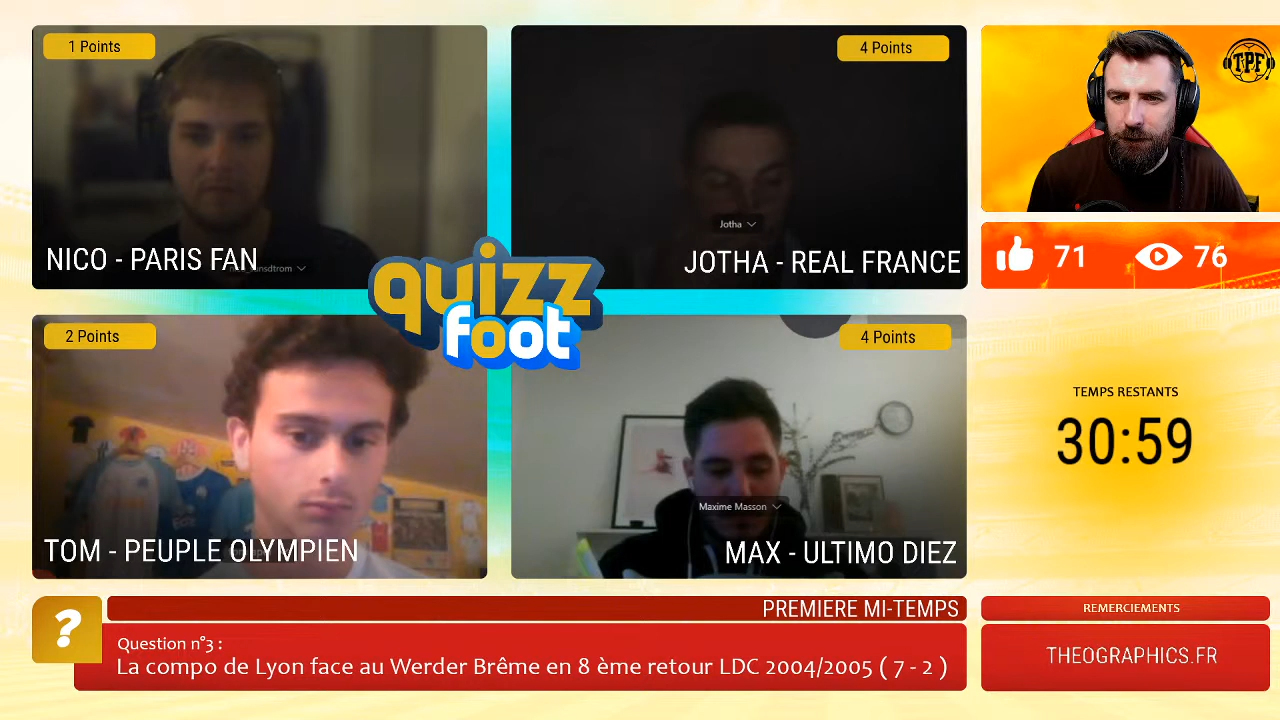 1 Points
4 Points
TPF
NICO - PARIS FAN
Jotha
JOTHA - REAL FRANCE
71
76
quizz
foot
2 Points
4 Points
TEMPS RESTANTS
30:59
Maxime Masson
TOM - PEUPLE OLYMPIEN
MAX - ULTIMO DIEZ
?
PREMIERE MI-TEMPS
REMERCIEMENTS
Question n°3 :
La compo de Lyon face au Werder Brême en 8 ème retour LDC 2004/2005 ( 7 - 2 )
THEOGRAPHICS.FR